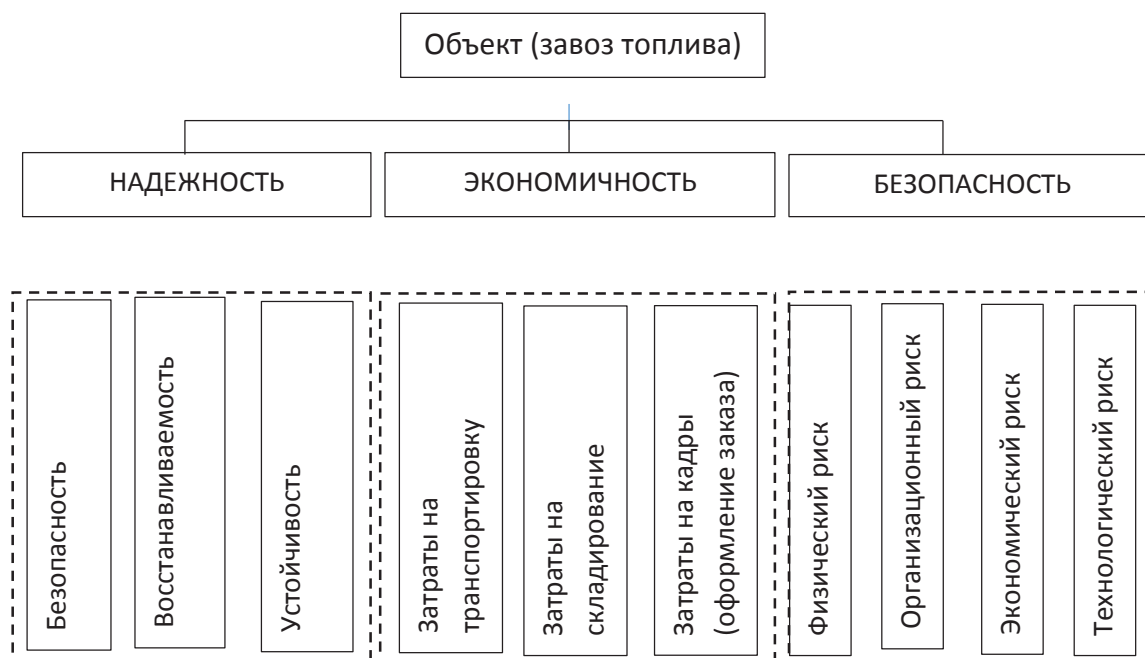 Объект (завоз топлива)
НАДЕЖНОСТЬ
ЭКОНОМИЧНОСТЬ
БЕЗОПАСНОСТЬ
Безопасность
Восстанавливаемость
Устойчивость
Затраты на
транспортировку
Затраты на
складирование
Затраты на кадры
(оформление заказа)
Физический риск
Организационный риск
Экономический риск
Технологический риск